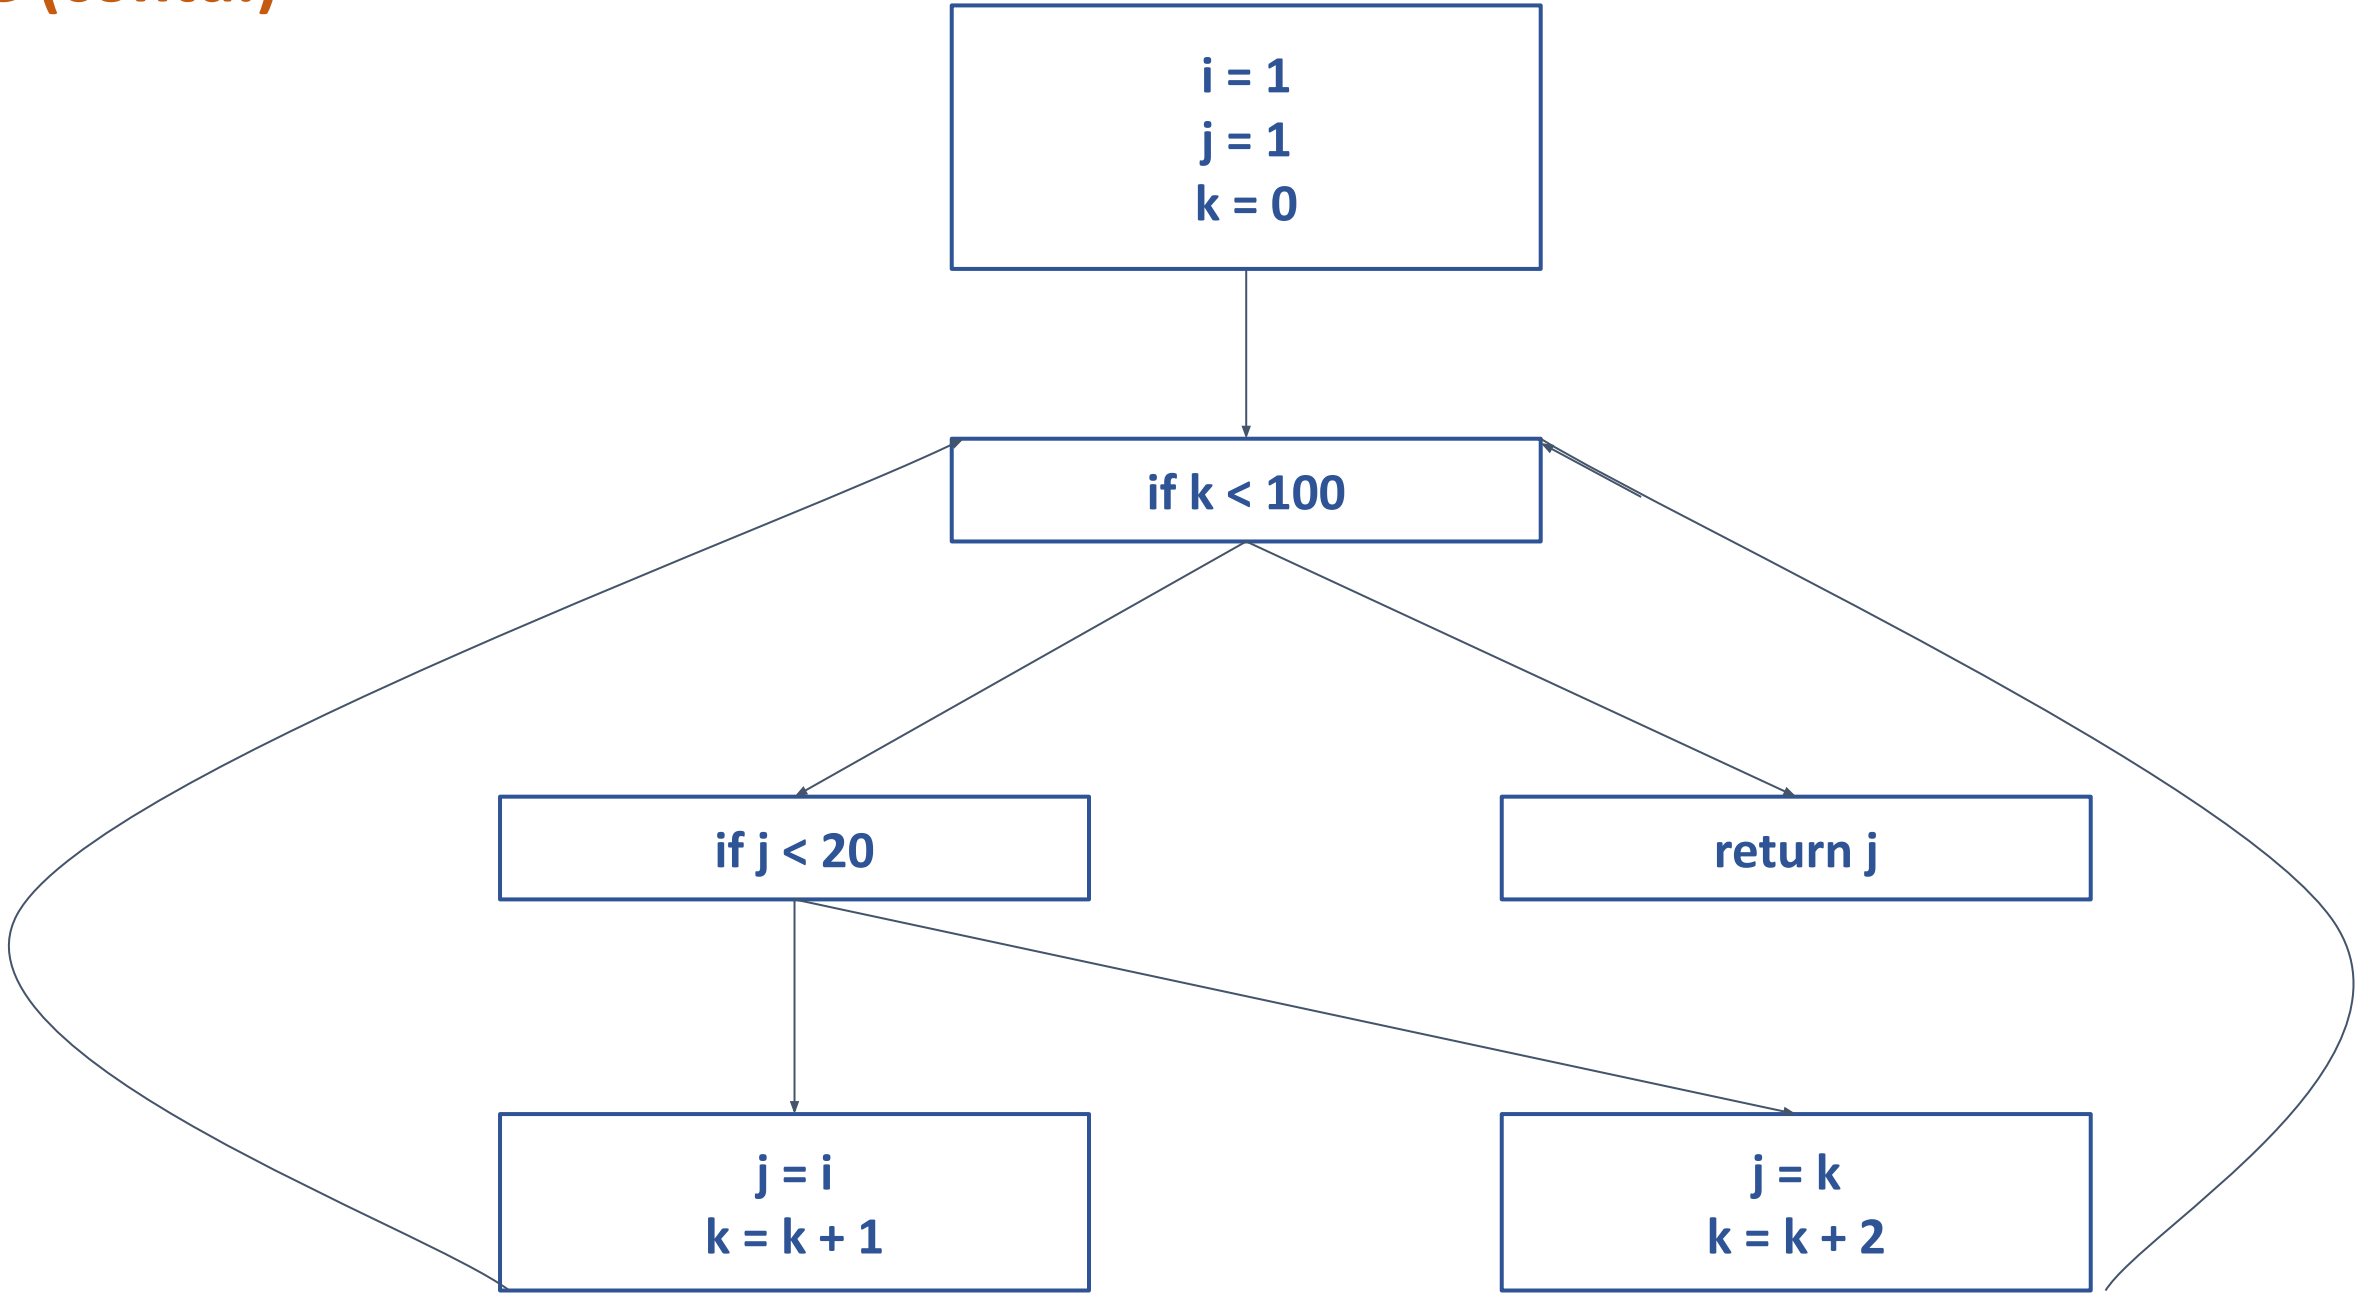 i = 1
j = 1
k = 0
if k < 100
if j < 20
return j
j = i
k = k + 1
j = k
k = k + 2